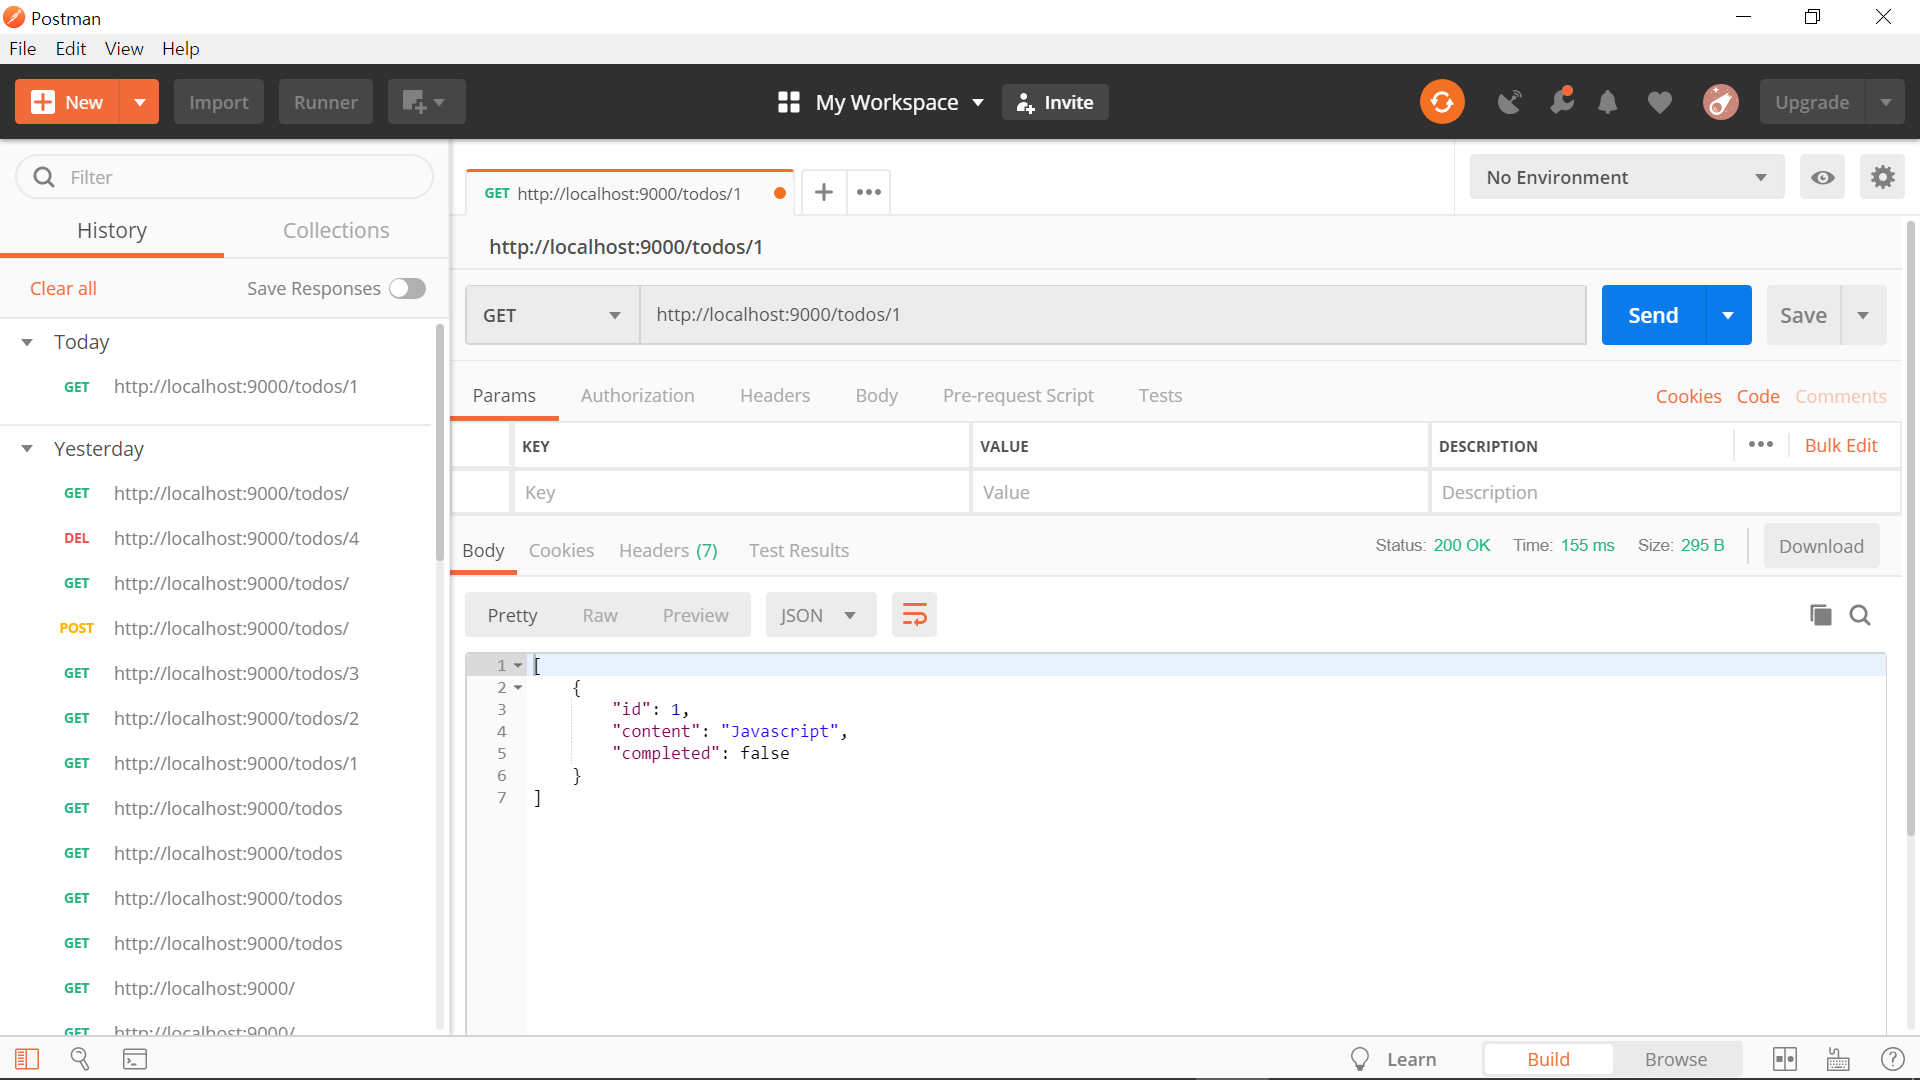 Postman
File Edit View Help
New Import Runner My Workspace Invite Upgrade
Filter
History Collections
Clear all Save Responses
Today
GET http://localhost:9000/todos/1
Yesterday
GET http://localhost:9000/todos/
DEL http://localhost:9000/todos/4
GET http://localhost:9000/todos/
POST http://localhost:9000/todos/
GET http://localhost:9000/todos/3
GET http://localhost:9000/todos/2
GET http://localhost:9000/todos/1
GET http://localhost:9000/todos
GET http://localhost:9000/todos
GET http://localhost:9000/todos
GET http://localhost:9000/todos
GET http://localhost:9000/
GET http://localhost:9000/
GET http://localhost:9000/todos/1
No Environment
http://localhost:9000/todos/1
GET http://localhost:9000/todos/1 Send Save
Params Authorization Headers Body Pre-request Script Tests Cookies Code Comments
KEY VALUE DESCRIPTION Bulk Edit
Key Value Description
Body Cookies Headers (7) Test Results Status: 200 OK Time: 155 ms Size: 295 B Download
Pretty Raw Preview JSON
1 [
2 {
3 "id": 1,
4 "content": "Javascript",
5 "completed": false
6 }
7 ]
Learn Build Browse